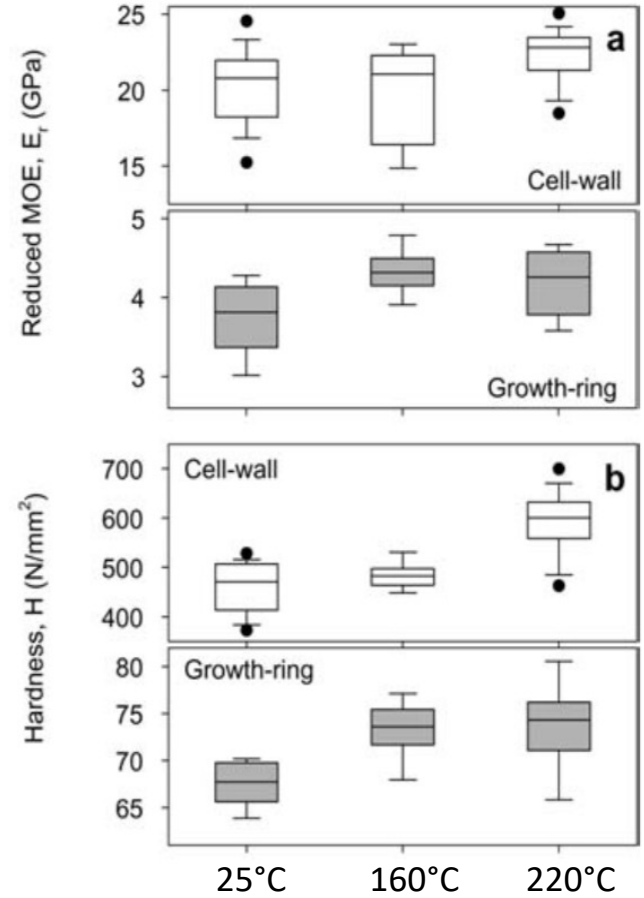 Reduced MOE, Eᵣ (GPa)
25
20
15
a
Cell-wall
5
4
3
Growth-ring
Hardness, H (N/mm²)
700
600
500
400
Cell-wall
b
80
75
70
65
Growth-ring
25°C 160°C 220°C